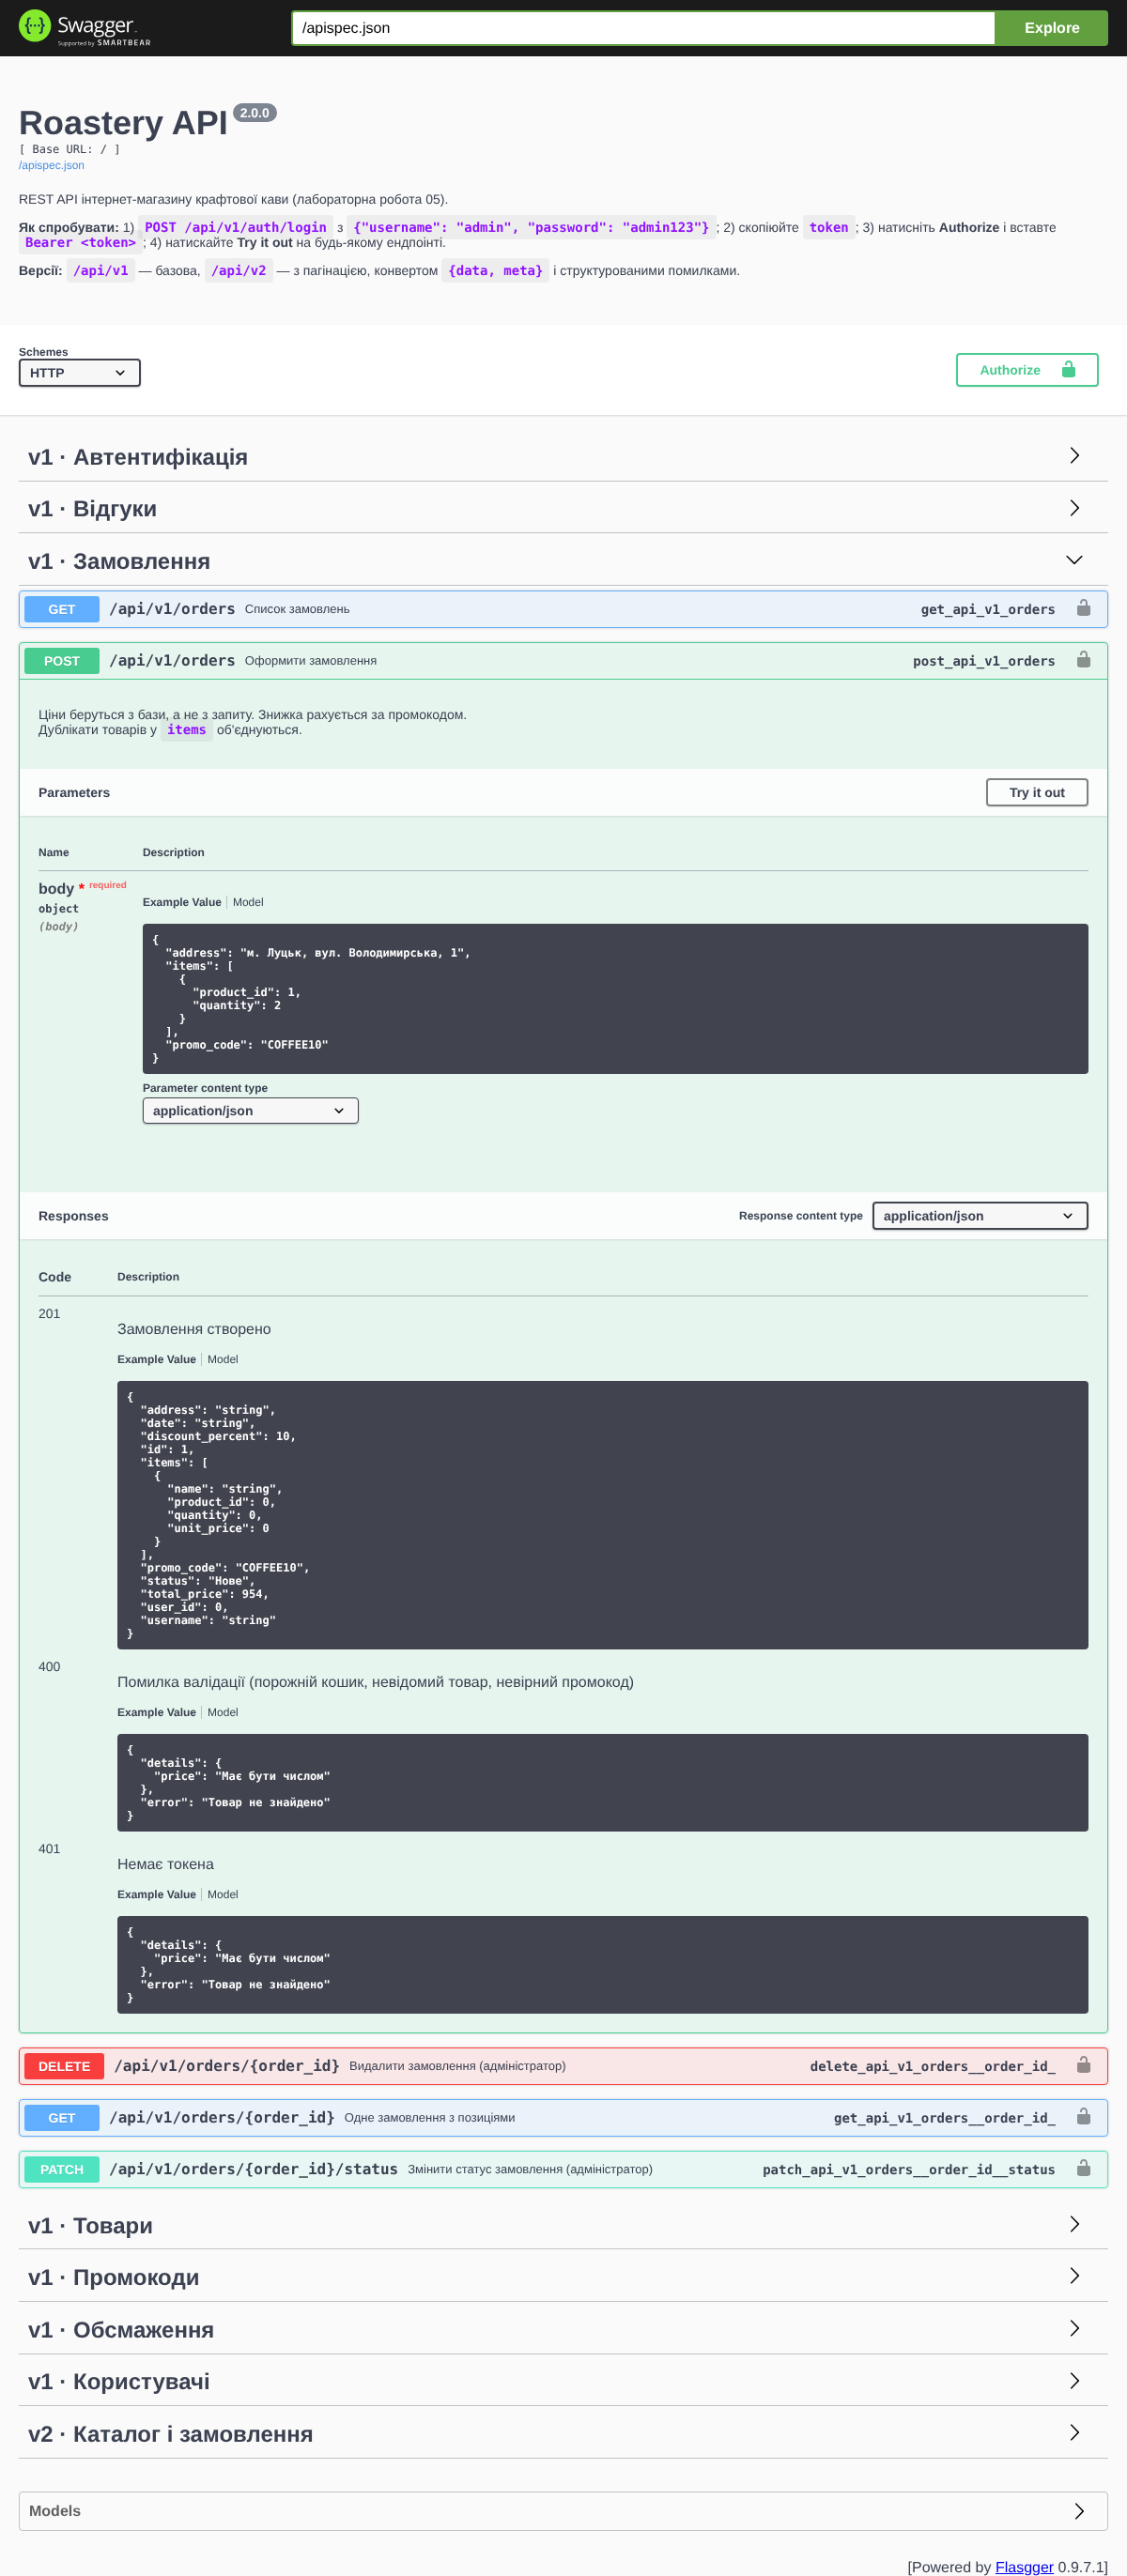 Swagger
Supported by SMARTBEAR
/apispec.json
Explore
Roastery API 2.0.0
[ Base URL: / ]
/apispec.json
REST API інтернет-магазину крафтової кави (лабораторна робота 05).
Як спробувати: 1) POST /api/v1/auth/login з {"username": "admin", "password": "admin123"} ; 2) скопіюйте token ; 3) натисніть Authorize і вставте
Bearer <token> ; 4) натискайте Try it out на будь-якому ендпоінті.
Версії: /api/v1 — базова, /api/v2 — з пагінацією, конвертом {data, meta} і структурованими помилками.
Schemes
HTTP
Authorize
v1 · Автентифікація
v1 · Відгуки
v1 · Замовлення
GET /api/v1/orders Список замовлень get_api_v1_orders
POST /api/v1/orders Оформити замовлення post_api_v1_orders
Ціни беруться з бази, а не з запиту. Знижка рахується за промокодом.
Дублікати товарів у items об'єднуються.
Parameters
Try it out
Name Description
body * required
object
(body)
Example Value Model
{
"address": "м. Луцьк, вул. Володимирська, 1",
"items": [
{
"product_id": 1,
"quantity": 2
}
],
"promo_code": "COFFEE10"
}
Parameter content type
application/json
Responses
Response content type application/json
Code Description
201
Замовлення створено
Example Value Model
{
"address": "string",
"date": "string",
"discount_percent": 10,
"id": 1,
"items": [
{
"name": "string",
"product_id": 0,
"quantity": 0,
"unit_price": 0
}
],
"promo_code": "COFFEE10",
"status": "Нове",
"total_price": 954,
"user_id": 0,
"username": "string"
}
400
Помилка валідації (порожній кошик, невідомий товар, невірний промокод)
Example Value Model
{
"details": {
"price": "Має бути числом"
},
"error": "Товар не знайдено"
}
401
Немає токена
Example Value Model
{
"details": {
"price": "Має бути числом"
},
"error": "Товар не знайдено"
}
DELETE /api/v1/orders/{order_id} Видалити замовлення (адміністратор) delete_api_v1_orders__order_id_
GET /api/v1/orders/{order_id} Одне замовлення з позиціями get_api_v1_orders__order_id_
PATCH /api/v1/orders/{order_id}/status Змінити статус замовлення (адміністратор) patch_api_v1_orders__order_id__status
v1 · Товари
v1 · Промокоди
v1 · Обсмаження
v1 · Користувачі
v2 · Каталог і замовлення
Models
[Powered by Flasgger 0.9.7.1]